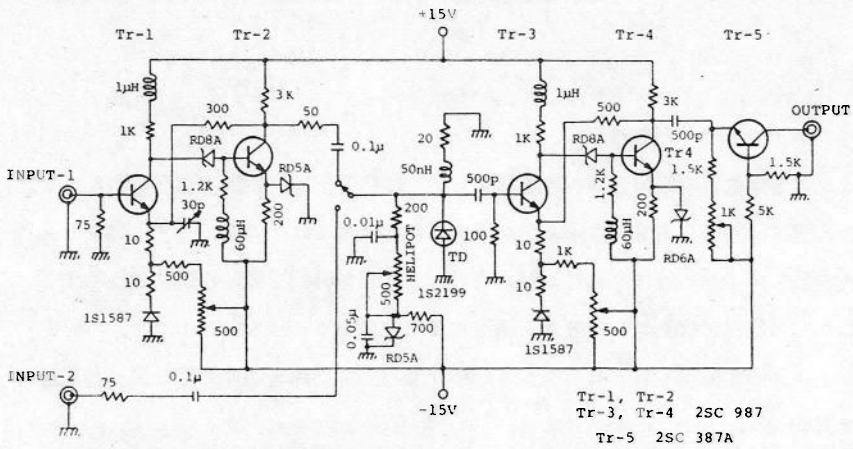 +15V
Tr-1
Tr-2
Tr-3
Tr-4
Tr-5
1μH
3K
300
50
1K
RD8A
0.1μ
RD5A
INPUT-1
75
1.2K
30p
200
60μH
10
500
10
1S1587
500
INPUT-2
75
0.1μ
20
50nH
500p
200
0.01μ
HELIPOT
500
TD
1S2199
100
0.05μ
700
RD5A
-15V
1μH
1K
500
3K
500p
RD8A
Tr4
OUTPUT
1.5K
1.5K
1.2K
200
60μH
RD6A
1K
5K
10
1K
10
500
1S1587
Tr-1, Tr-2
Tr-3, Tr-4 2SC 987
Tr-5 2SC 387A